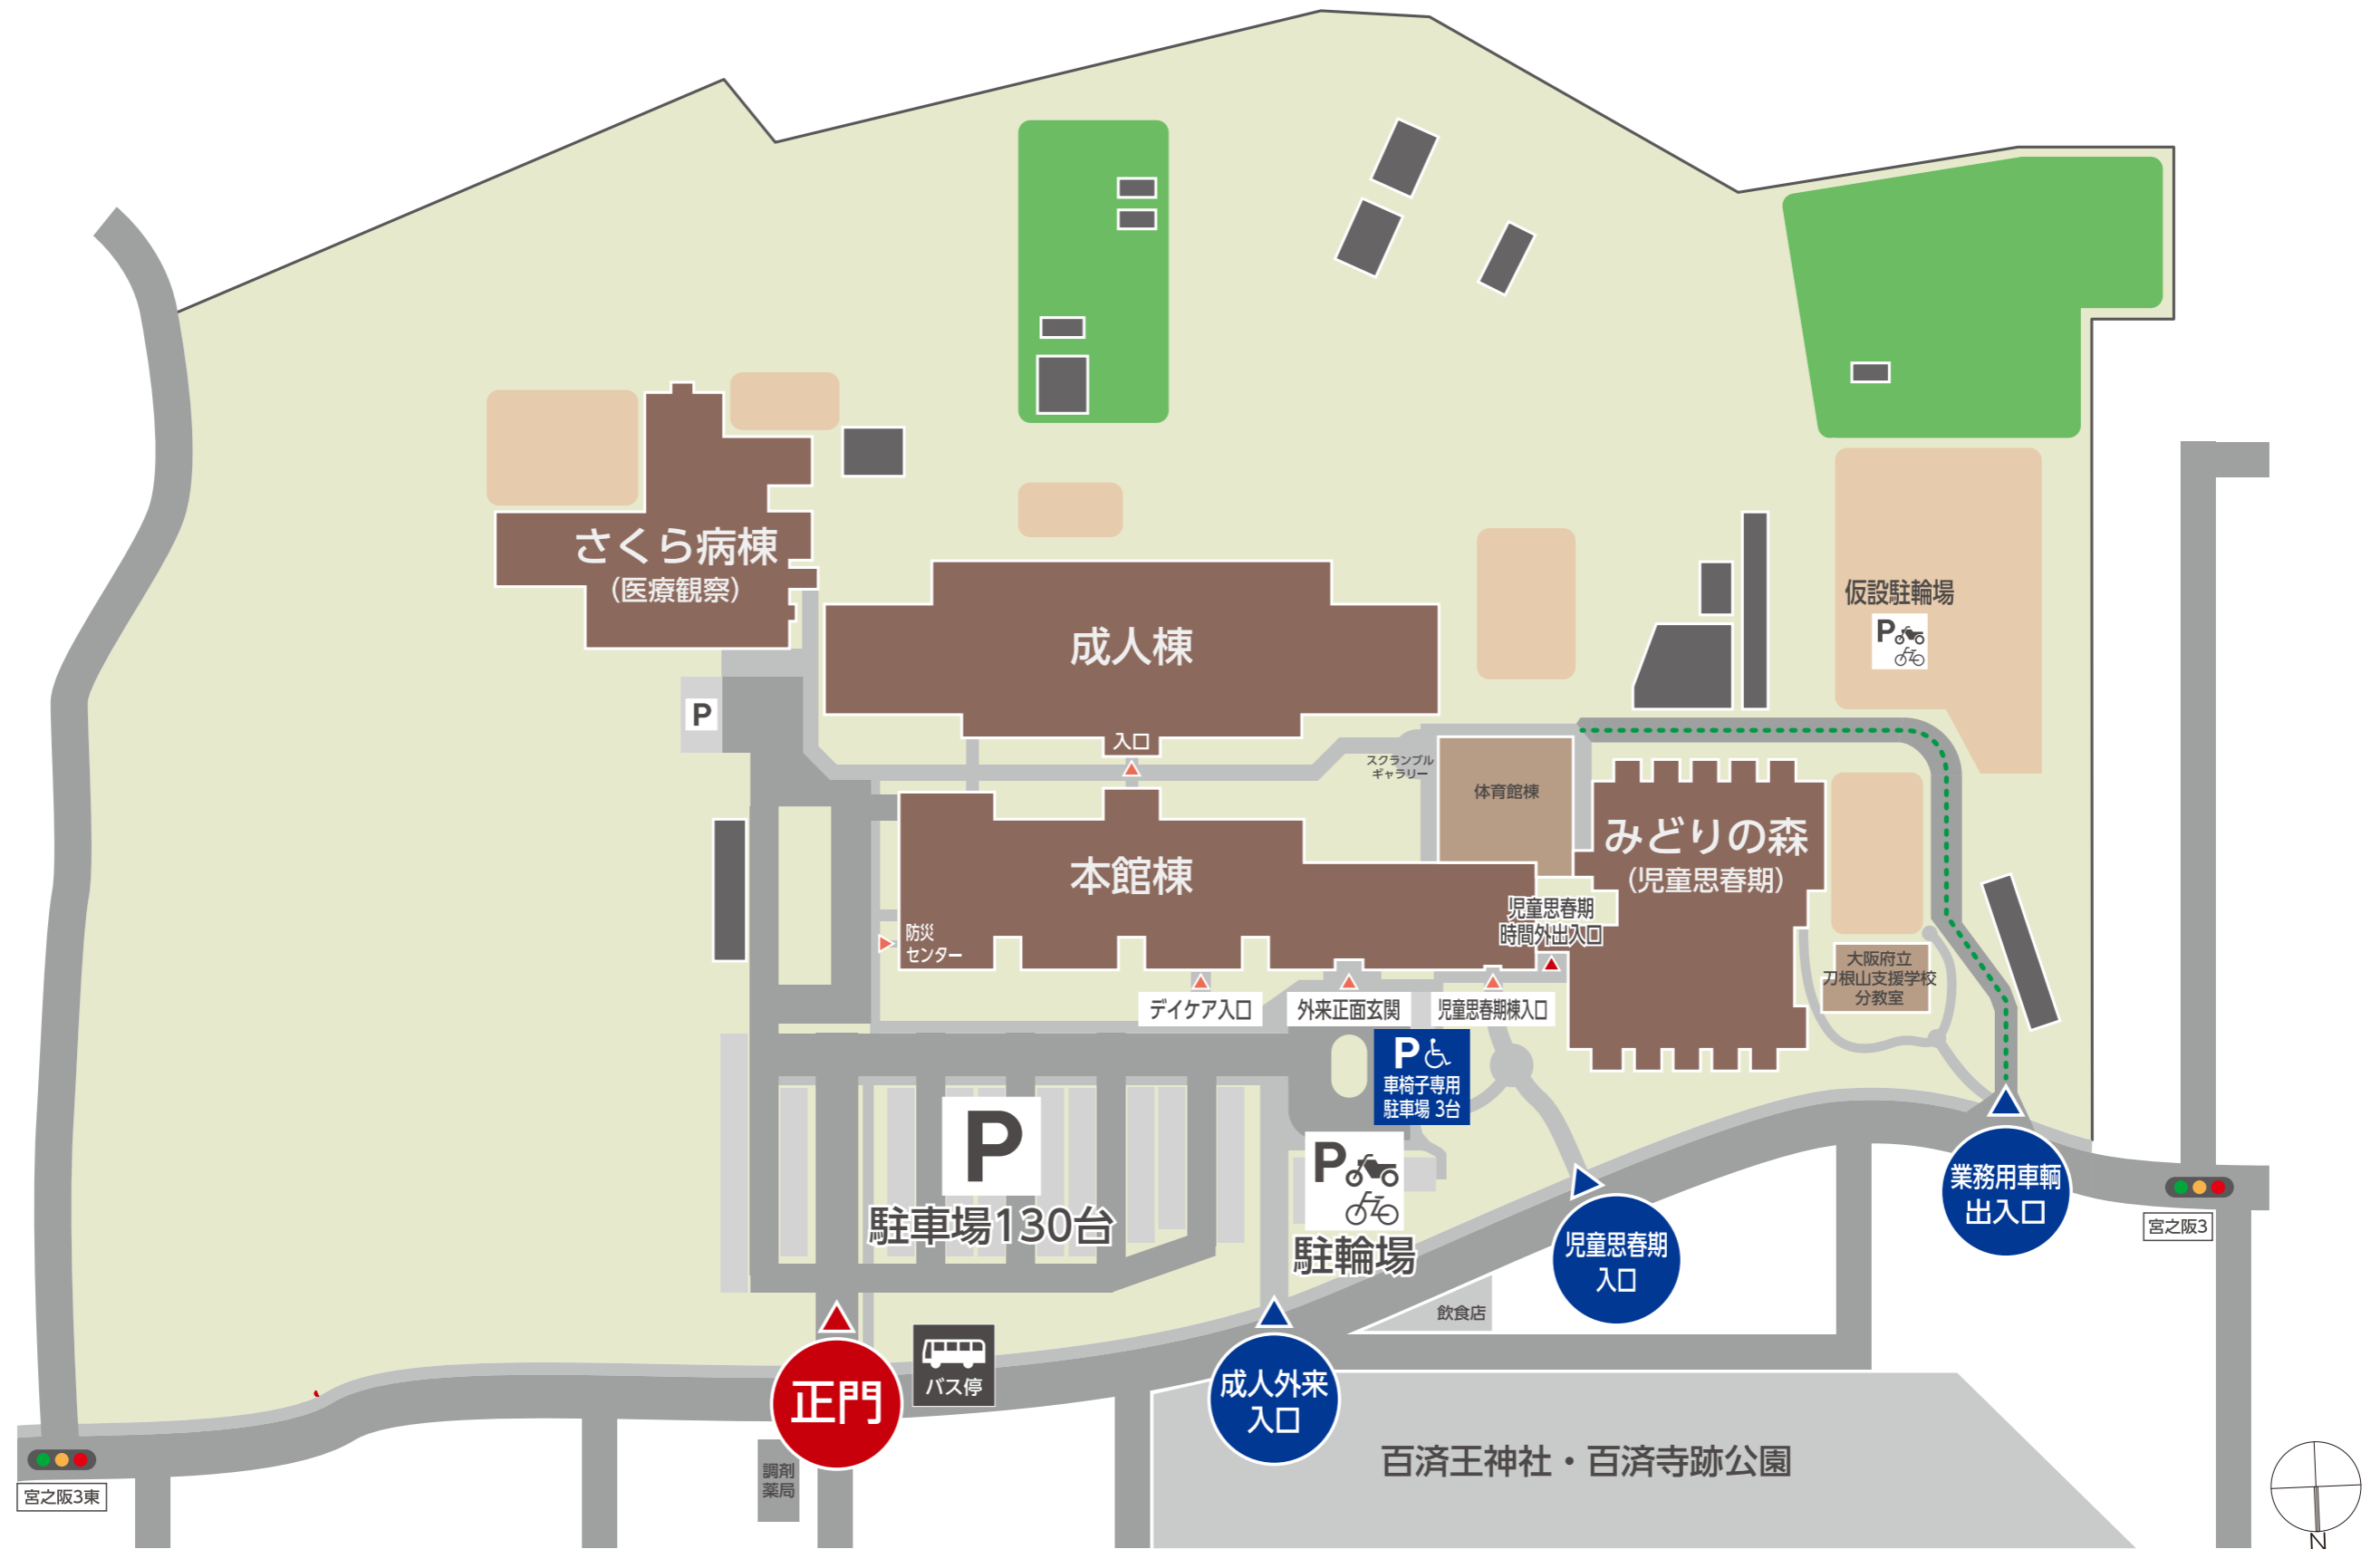 さくら病棟
（医療観察）
成人棟
入口
仮設駐輪場
P
P
スクランブル
ギャラリー
体育館棟
みどりの森
（児童思春期）
本館棟
児童思春期
時間外出入口
防災
センター
大阪府立
刀根山支援学校
分教室
デイケア入口
外来正面玄関
児童思春期棟入口
P
車椅子専用
駐車場 3台
P
駐車場130台
P
駐輪場
業務用車輌
出入口
宮之阪3
児童思春期
入口
飲食店
バス停
正門
成人外来
入口
百済王神社・百済寺跡公園
調剤
薬局
宮之阪3東
N